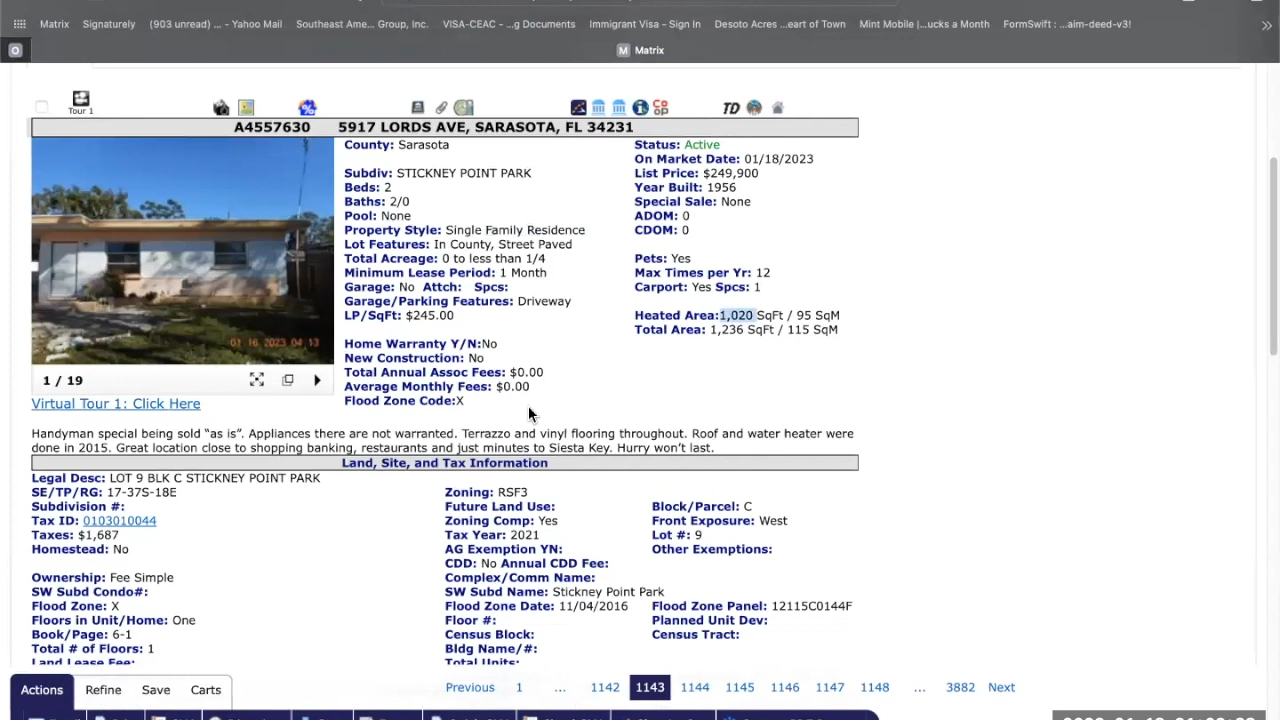 Matrix Signaturely (903 unread) ... - Yahoo Mail Southeast Ame... Group, Inc. VISA-CEAC - ...g Documents Immigrant Visa – Sign In Desoto Acres ...eart of Town Mint Mobile |...ucks a Month FormSwift : ...aim-deed-v3! »
O M Matrix
Tour 1 TD
A4557630 5917 LORDS AVE, SARASOTA, FL 34231
County: Sarasota
Subdiv: STICKNEY POINT PARK
Beds: 2
Baths: 2/0
Pool: None
Property Style: Single Family Residence
Lot Features: In County, Street Paved
Total Acreage: 0 to less than 1/4
Minimum Lease Period: 1 Month
Garage: No Attch: Spcs:
Garage/Parking Features: Driveway
LP/SqFt: $245.00
Home Warranty Y/N:No
New Construction: No
Total Annual Assoc Fees: $0.00
Average Monthly Fees: $0.00
Flood Zone Code:X
Status: Active
On Market Date: 01/18/2023
List Price: $249,900
Year Built: 1956
Special Sale: None
ADOM: 0
CDOM: 0
Pets: Yes
Max Times per Yr: 12
Carport: Yes Spcs: 1
Heated Area:1,020 SqFt / 95 SqM
Total Area: 1,236 SqFt / 115 SqM
01 16 2023 04 13
1 / 19
Virtual Tour 1: Click Here
Handyman special being sold “as is”. Appliances there are not warranted. Terrazzo and vinyl flooring throughout. Roof and water heater were
done in 2015. Great location close to shopping banking, restaurants and just minutes to Siesta Key. Hurry won’t last.
Land, Site, and Tax Information
Legal Desc: LOT 9 BLK C STICKNEY POINT PARK
SE/TP/RG: 17-37S-18E
Subdivision #:
Tax ID: 0103010044
Taxes: $1,687
Homestead: No
Ownership: Fee Simple
SW Subd Condo#:
Flood Zone: X
Floors in Unit/Home: One
Book/Page: 6-1
Total # of Floors: 1
Land Lease Fee:
Zoning: RSF3
Future Land Use:
Zoning Comp: Yes
Tax Year: 2021
AG Exemption YN:
CDD: No Annual CDD Fee:
Complex/Comm Name:
SW Subd Name: Stickney Point Park
Flood Zone Date: 11/04/2016
Floor #:
Census Block:
Bldg Name/#:
Total Units:
Block/Parcel: C
Front Exposure: West
Lot #: 9
Other Exemptions:
Flood Zone Panel: 12115C0144F
Planned Unit Dev:
Census Tract:
Actions Refine Save Carts
Previous 1 ... 1142 1143 1144 1145 1146 1147 1148 ... 3882 Next